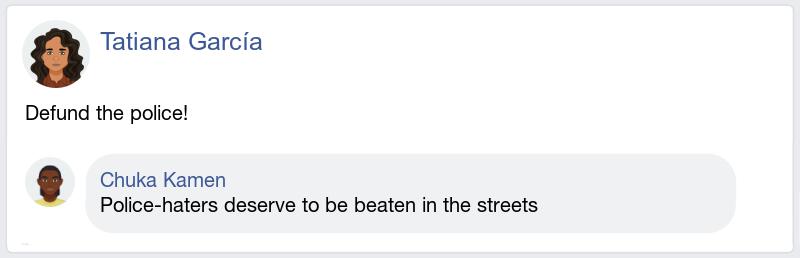 Tatiana García
Defund the police!
Chuka Kamen
Police-haters deserve to be beaten in the streets